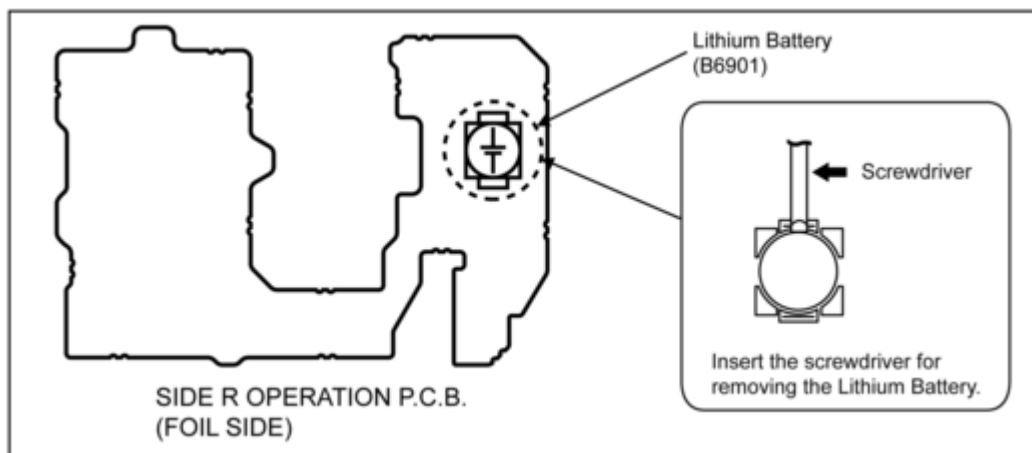 Lithium Battery
(B6901)
Screwdriver
Insert the screwdriver for
removing the Lithium Battery.
SIDE R OPERATION P.C.B.
(FOIL SIDE)